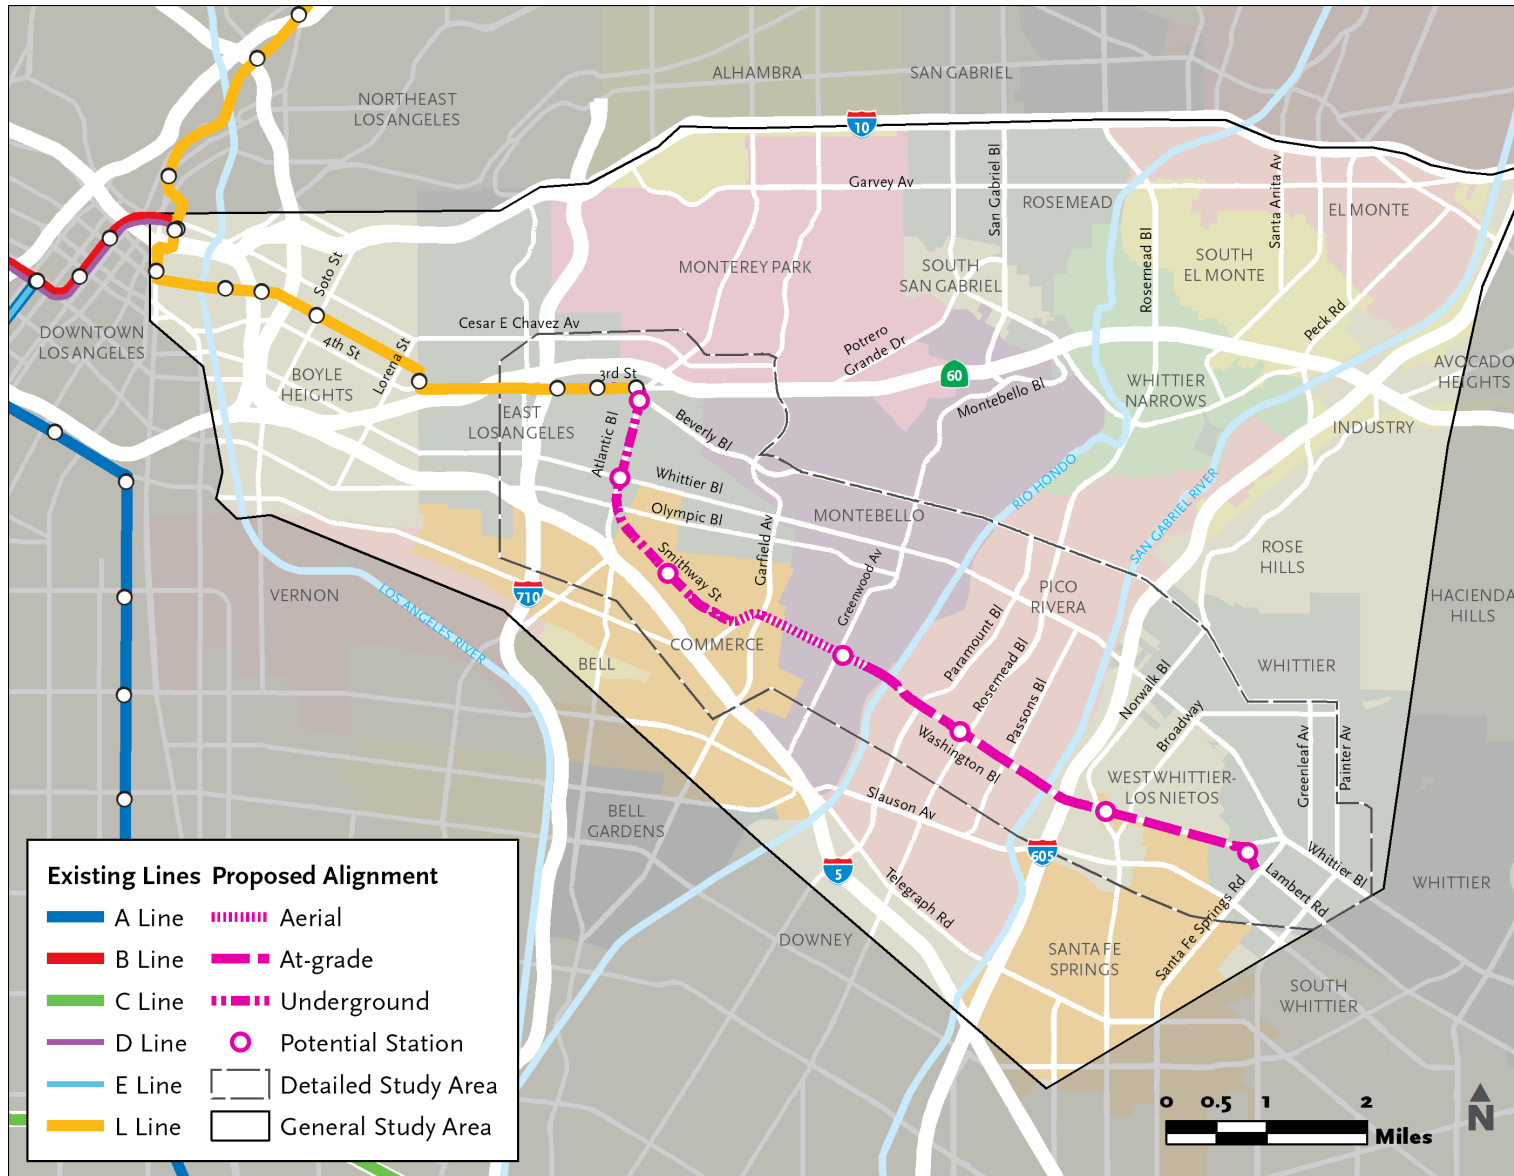 ALHAMBRA
SAN GABRIEL
NORTHEAST
LOS ANGELES
10
Garvey Av
San Gabriel Bl
ROSEMEAD
Santa Anita Av
EL MONTE
Rosemead Bl
SOUTH
EL MONTE
MONTEREY PARK
SOUTH
SAN GABRIEL
Soto St
DOWNTOWN
LOS ANGELES
4th St
Lorena St
Cesar E Chavez Av
Potrero
Grande Dr
Peck Rd
BOYLE
HEIGHTS
3rd St
60
Montebello Bl
WHITTIER
NARROWS
AVOCADO
HEIGHTS
EAST
LOS ANGELES
Atlantic Bl
Beverly Bl
INDUSTRY
Whittier Bl
Olympic Bl
MONTEBELLO
RIO HONDO
SAN GABRIEL RIVER
Garfield Av
Smithway St
Greenwood Av
ROSE
HILLS
710
VERNON
LOS ANGELES RIVER
PICO
RIVERA
HACIENDA
HILLS
COMMERCE
BELL
Paramount Bl
Rosemead Bl
Passons Bl
Norwalk Bl
Broadway
WHITTIER
Washington Bl
Greenleaf Av
Painter Av
WEST WHITTIER-
LOS NIETOS
Slauson Av
BELL
GARDENS
605
5
Whittier Bl
Lambert Rd
WHITTIER
Telegraph Rd
Santa Fe Springs Rd
DOWNEY
SANTA FE
SPRINGS
SOUTH
WHITTIER
Existing Lines
A Line
B Line
C Line
D Line
E Line
L Line
Proposed Alignment
Aerial
At-grade
Underground
Potential Station
Detailed Study Area
General Study Area
0 0.5 1 2
Miles
N